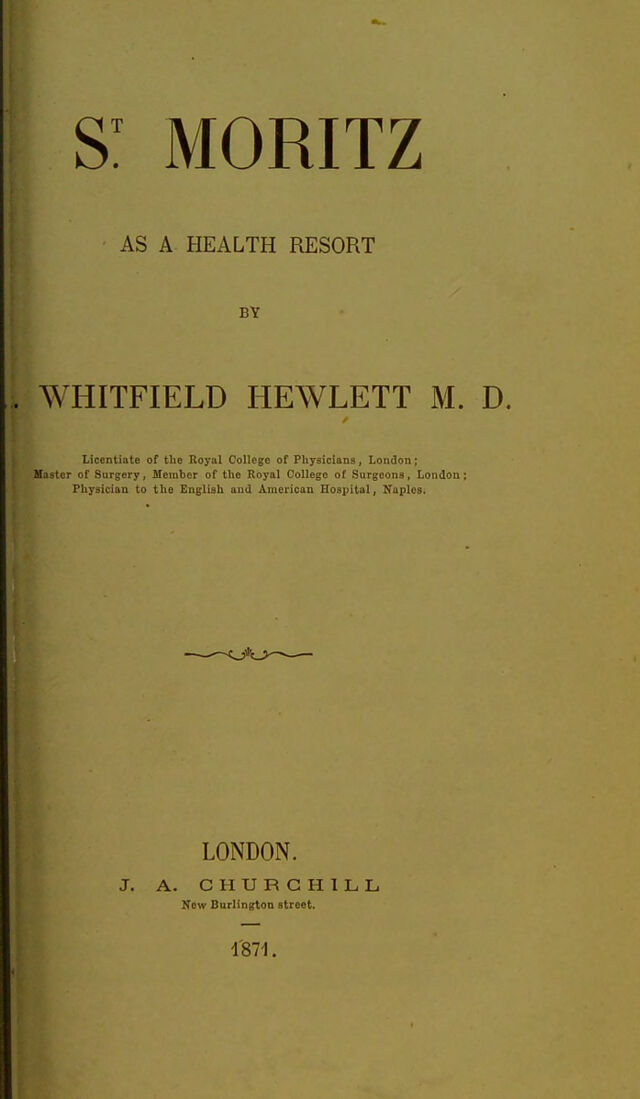 ST. MORITZ
AS A HEALTH RESORT
BY
. WHITFIELD HEWLETT M. D.
Licentiate of the Royal College of Physicians, London;
Master of Surgery, Member of the Royal College of Surgeons, London;
Physician to the English and American Hospital, Naples.
LONDON.
J. A. CHURCHILL
New Burlington street.
1871.